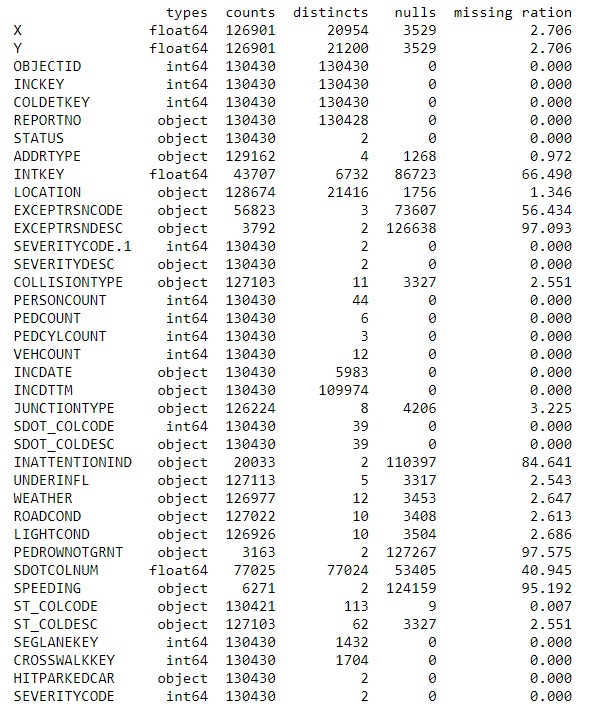 types counts distincts nulls missing ration
X float64 126901 20954 3529 2.706
Y float64 126901 21200 3529 2.706
OBJECTID int64 130430 130430 0 0.000
INCKEY int64 130430 130430 0 0.000
COLDETKEY int64 130430 130430 0 0.000
REPORTNO object 130430 130428 0 0.000
STATUS object 130430 2 0 0.000
ADDRTYPE object 129162 4 1268 0.972
INTKEY float64 43707 6732 86723 66.490
LOCATION object 128674 21416 1756 1.346
EXCEPTRSNCODE object 56823 3 73607 56.434
EXCEPTRSNDESC object 3792 2 126638 97.093
SEVERITYCODE.1 int64 130430 2 0 0.000
SEVERITYDESC object 130430 2 0 0.000
COLLISIONTYPE object 127103 11 3327 2.551
PERSONCOUNT int64 130430 44 0 0.000
PEDCOUNT int64 130430 6 0 0.000
PEDCYLCOUNT int64 130430 3 0 0.000
VEHCOUNT int64 130430 12 0 0.000
INCDATE object 130430 5983 0 0.000
INCDTTM object 130430 109974 0 0.000
JUNCTIONTYPE object 126224 8 4206 3.225
SDOT_COLCODE int64 130430 39 0 0.000
SDOT_COLDESC object 130430 39 0 0.000
INATTENTIONIND object 20033 2 110397 84.641
UNDERINFL object 127113 5 3317 2.543
WEATHER object 126977 12 3453 2.647
ROADCOND object 127022 10 3408 2.613
LIGHTCOND object 126926 10 3504 2.686
PEDROWNOTGRNT object 3163 2 127267 97.575
SDOTCOLNUM float64 77025 77024 53405 40.945
SPEEDING object 6271 2 124159 95.192
ST_COLCODE object 130421 113 9 0.007
ST_COLDESC object 127103 62 3327 2.551
SEGLANEKEY int64 130430 1432 0 0.000
CROSSWALKKEY int64 130430 1704 0 0.000
HITPARKEDCAR object 130430 2 0 0.000
SEVERITYCODE int64 130430 2 0 0.000